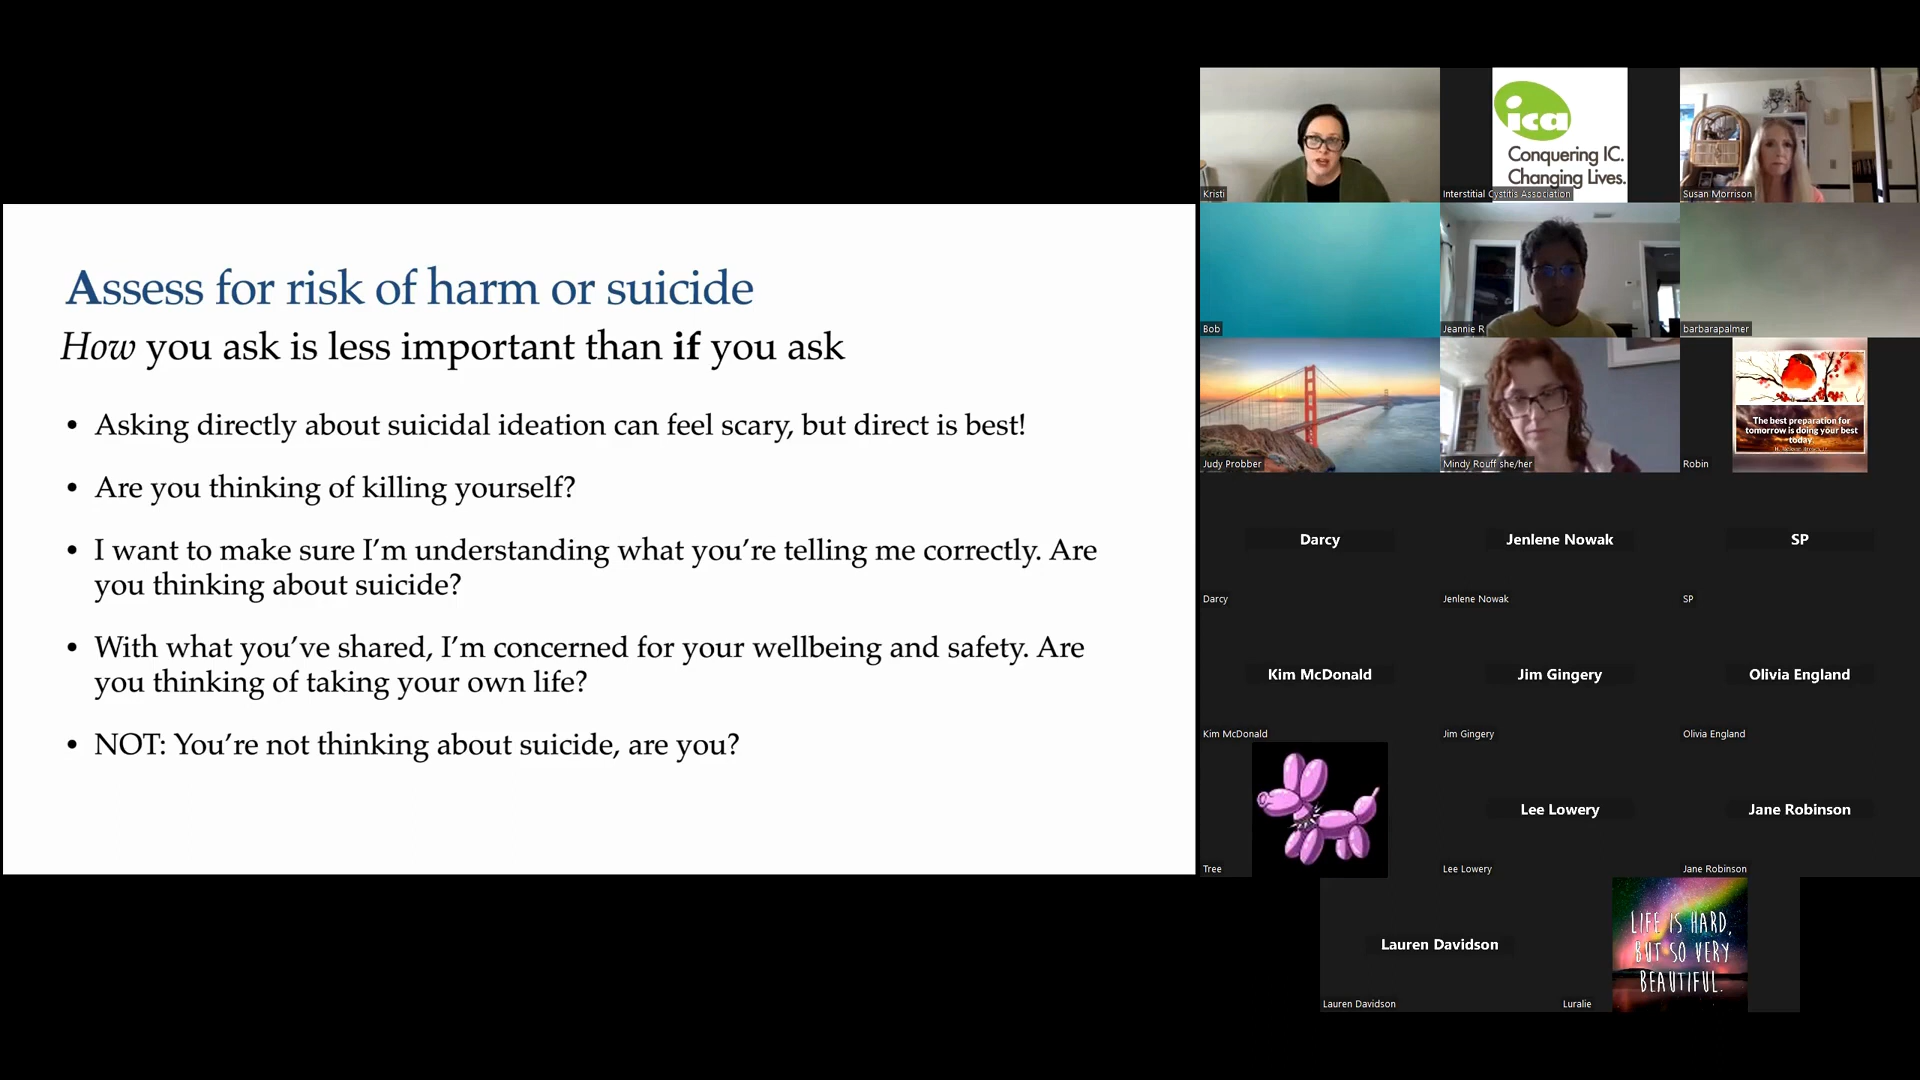 Assess for risk of harm or suicide
How you ask is less important than if you ask
• Asking directly about suicidal ideation can feel scary, but direct is best!
• Are you thinking of killing yourself?
• I want to make sure I’m understanding what you’re telling me correctly. Are
you thinking about suicide?
• With what you’ve shared, I’m concerned for your wellbeing and safety. Are
you thinking of taking your own life?
• NOT: You’re not thinking about suicide, are you?
Kristi
ica
Conquering IC.
Changing Lives.
Interstitial Cystitis Association
Susan Morrison
Bob
Jeannie R
barbarapalmer
Judy Probber
Mindy Rouff she/her
The best preparation for
tomorrow is doing your best
today.
Robin
Darcy
Darcy
Jenlene Nowak
Jenlene Nowak
SP
SP
Kim McDonald
Kim McDonald
Jim Gingery
Jim Gingery
Olivia England
Olivia England
Tree
Lee Lowery
Lee Lowery
Jane Robinson
Jane Robinson
Lauren Davidson
Lauren Davidson
LIFE IS HARD,
BUT SO VERY
BEAUTIFUL.
Luralie